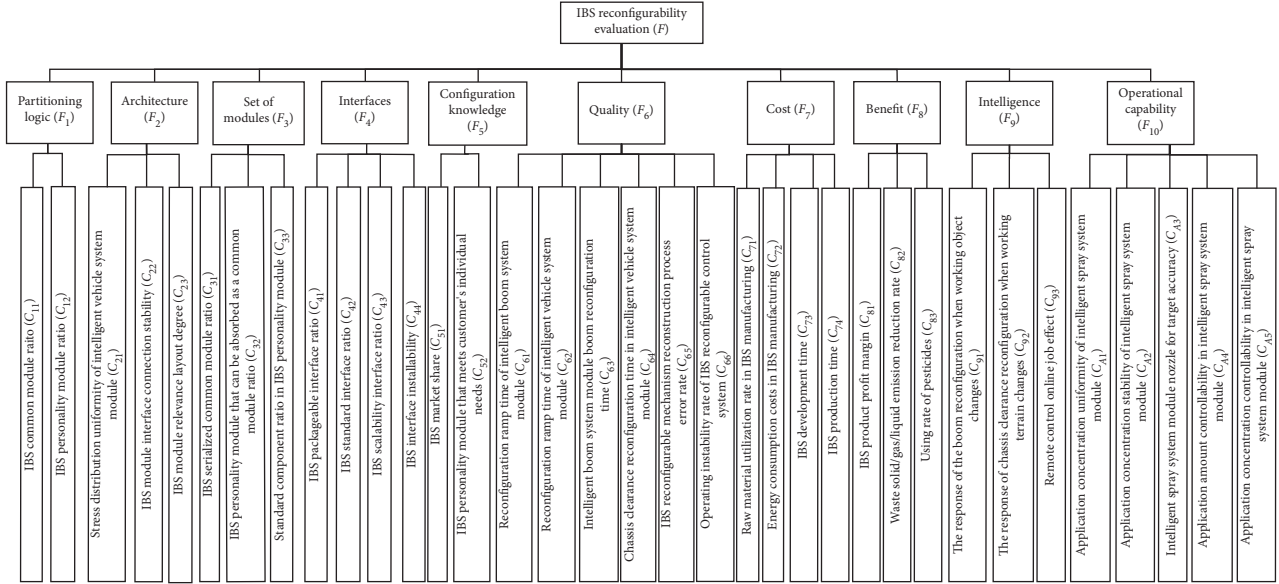 IBS reconfigurability
evaluation (F)
Partitioning
logic (F1)
Architecture
(F2)
Set of
modules (F3)
Interfaces
(F4)
Configuration
knowledge
(F5)
Quality (F6)
Cost (F7)
Benefit (F8)
Intelligence
(F9)
Operational
capability
(F10)
IBS common module raito (C11)
IBS personality module ratio (C12)
Stress distribution uniformity of intelligent vehicle system
module (C21)
IBS module interface connection stability (C22)
IBS module relevance layout degree (C23)
IBS serialized common module ratio (C31)
IBS personality module that can be absorbed as a common
module ratio (C32)
Standard component ratio in IBS personality module (C33)
IBS packageable interface ratio (C41)
IBS standard interface ratio (C42)
IBS scalability interface ratio (C43)
IBS interface installability (C44)
IBS market share (C51)
IBS personality module that meets customer's individual
needs (C52)
Reconfiguration ramp time of intelligent boom system
module (C61)
Reconfiguration ramp time of intelligent vehicle system
module (C62)
Intelligent boom system module boom reconfiguration
time (C63)
Chassis clearance reconfiguration time in intelligent vehicle system
module (C64)
IBS reconfigurable mechanism reconstruction process
error rate (C65)
Operating instability rate of IBS reconfigurable control
system (C66)
Raw material utilization rate in IBS manufacturing (C71)
Energy consumption costs in IBS manufacturing (C72)
IBS development time (C73)
IBS production time (C74)
IBS product profit margin (C81)
Waste solid/gas/liquid emission reduction rate (C82)
Using rate of pesticides (C83)
The response of the boom reconfiguration when working object
changes (C91)
The response of chassis clearance reconfiguration when working
terrain changes (C92)
Remote control online job effect (C93)
Application concentration uniformity of intelligent spray system
module (CA1)
Application concentration stability of intelligent spray system
module (CA2)
Intelligent spray system module nozzle for target accuracy (CA3)
Application amount controllability in intelligent spray system
module (CA4)
Application concentration controllability in intelligent spray
system module (CA5)